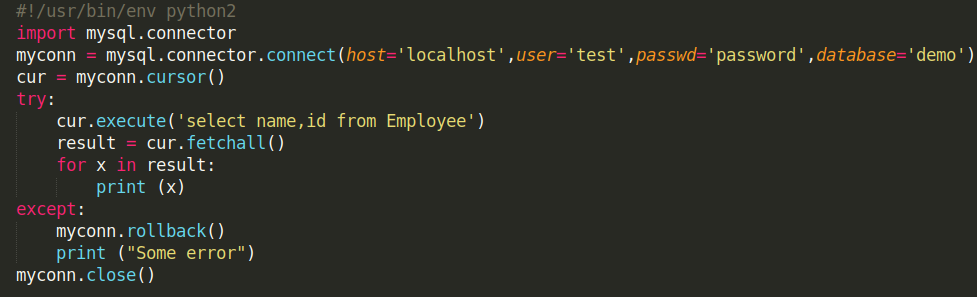 #!/usr/bin/env python2
import mysql.connector
myconn = mysql.connector.connect(host='localhost',user='test',passwd='password',database='demo')
cur = myconn.cursor()
try:
    cur.execute('select name,id from Employee')
    result = cur.fetchall()
    for x in result:
        print (x)
except:
    myconn.rollback()
    print ("Some error")
myconn.close()